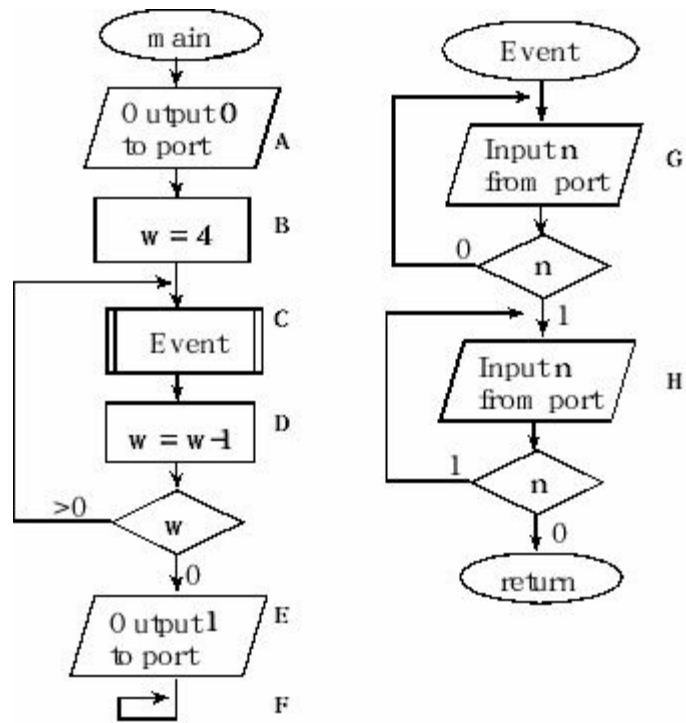 main
Output 0
to port
A
w = 4
B
Event
C
w = w-1
D
>0
w
0
Output 1
to port
E
F
Event
Input n
from port
G
0
n
1
Input n
from port
H
1
n
0
return